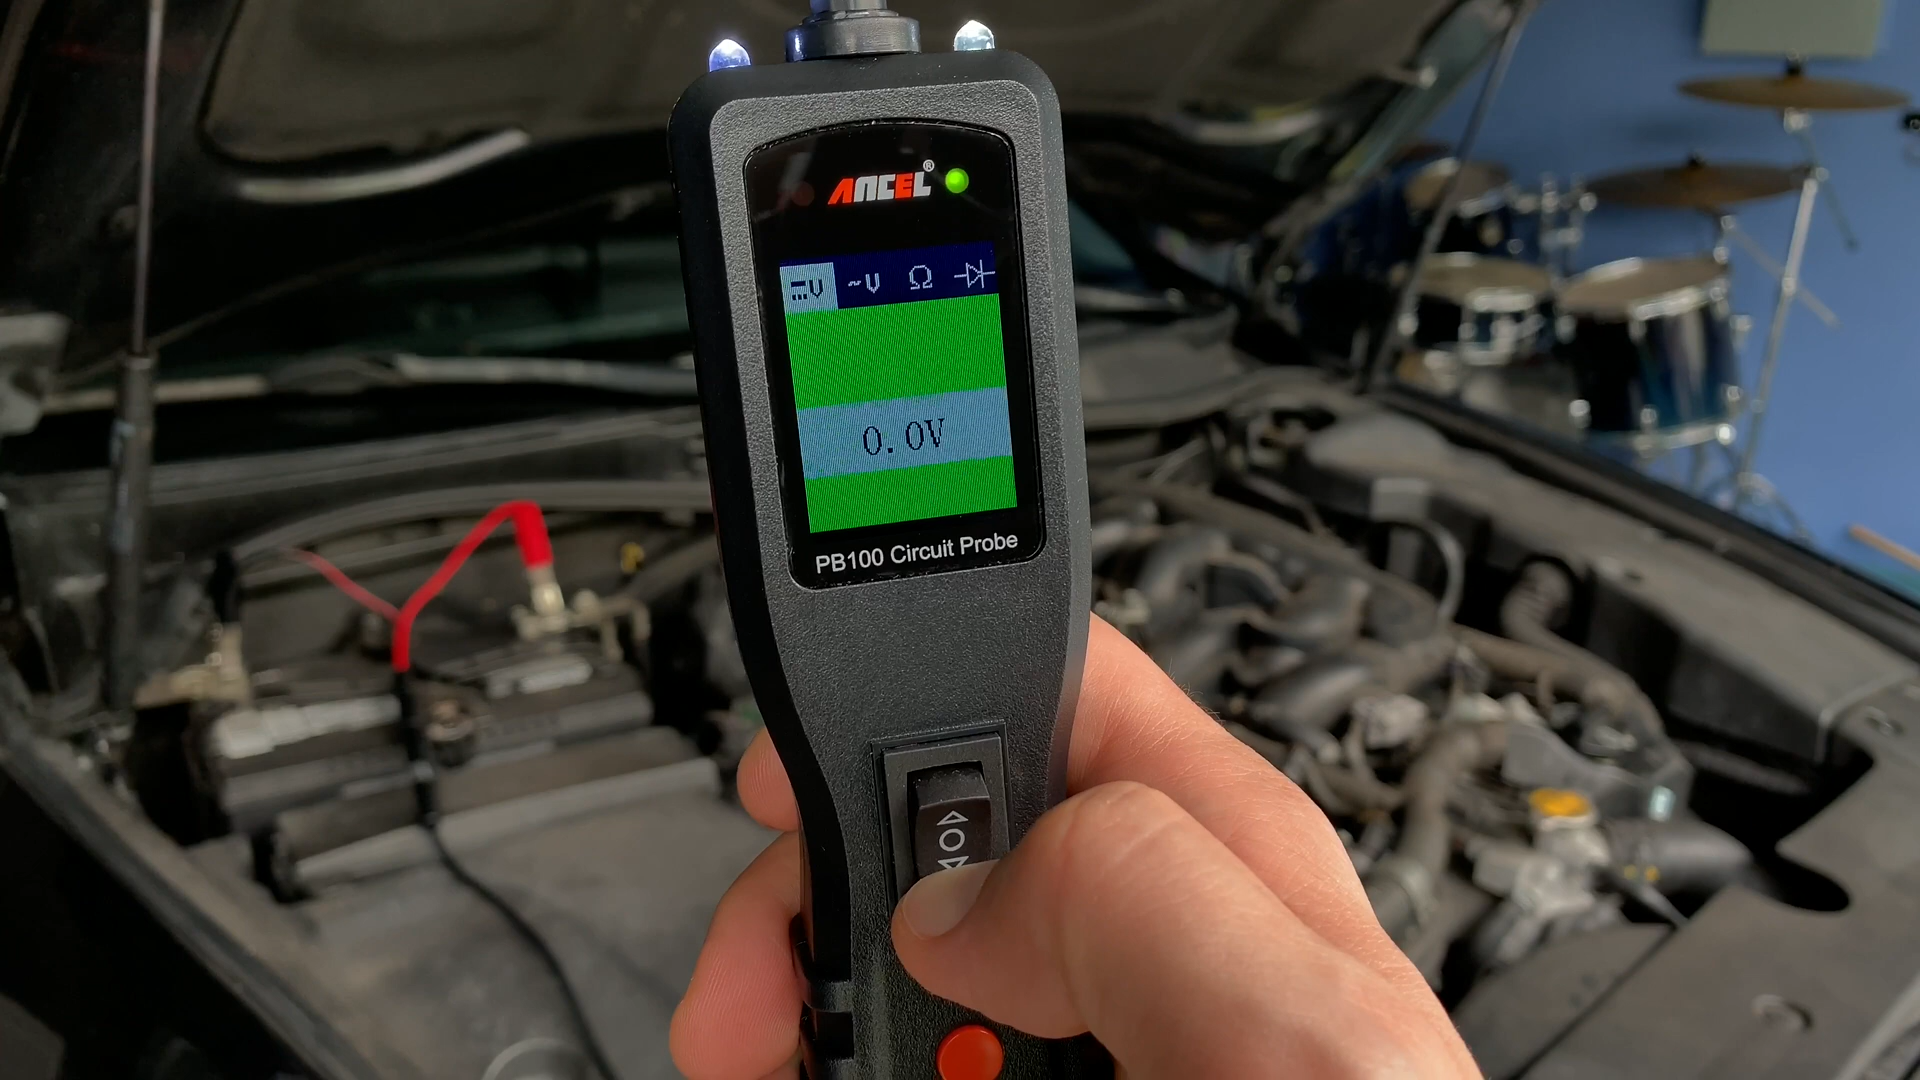 ANCEL®
⎓V ~V Ω
0.0V
PB100 Circuit Probe